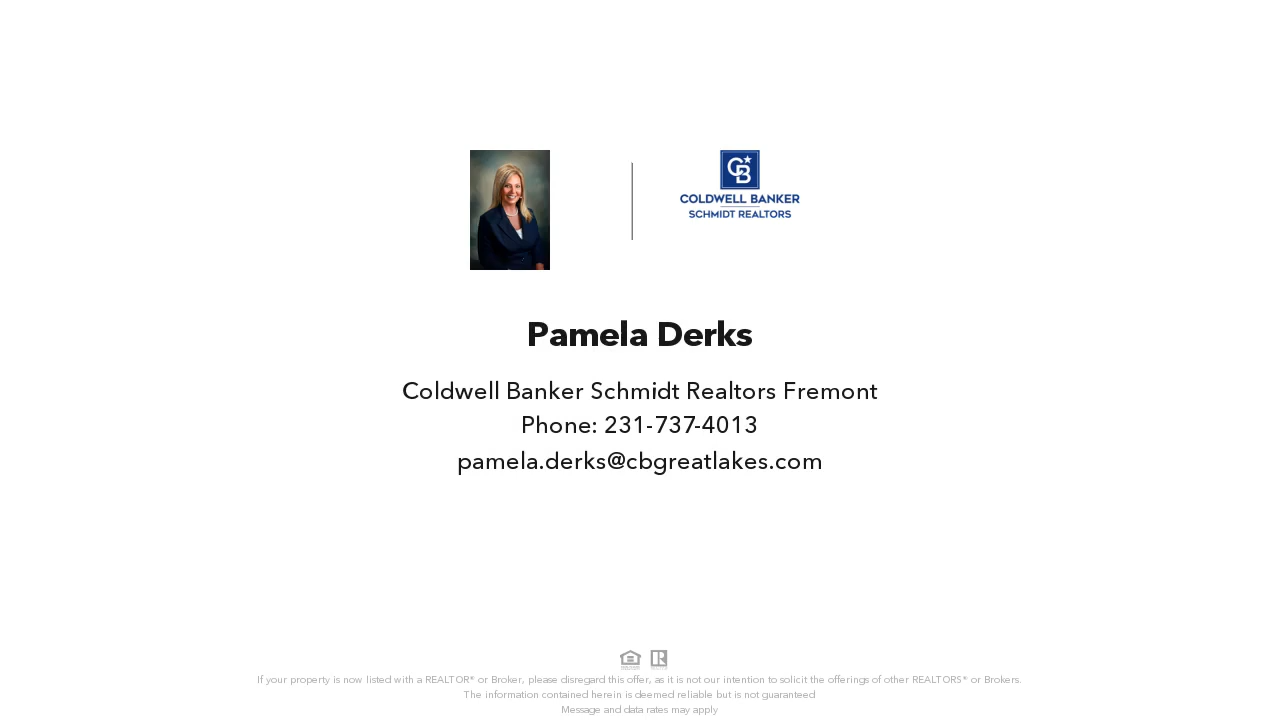 CB
COLDWELL BANKER
SCHMIDT REALTORS
Pamela Derks
Coldwell Banker Schmidt Realtors Fremont
Phone: 231-737-4013
pamela.derks@cbgreatlakes.com
If your property is now listed with a REALTOR® or Broker, please disregard this offer, as it is not our intention to solicit the offerings of other REALTORS® or Brokers.
The information contained herein is deemed reliable but is not guaranteed
Message and data rates may apply